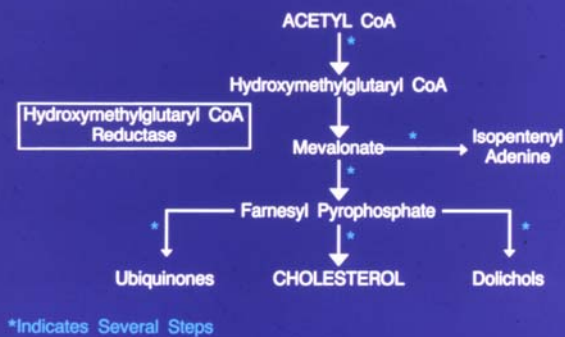 ACETYL CoA
*
Hydroxymethylglutaryl CoA
Hydroxymethylglutaryl CoA
Reductase
Mevalonate
*
Isopentenyl
Adenine
*
Farnesyl Pyrophosphate
*
*
*
Ubiquinones
CHOLESTEROL
Dolichols
*Indicates Several Steps